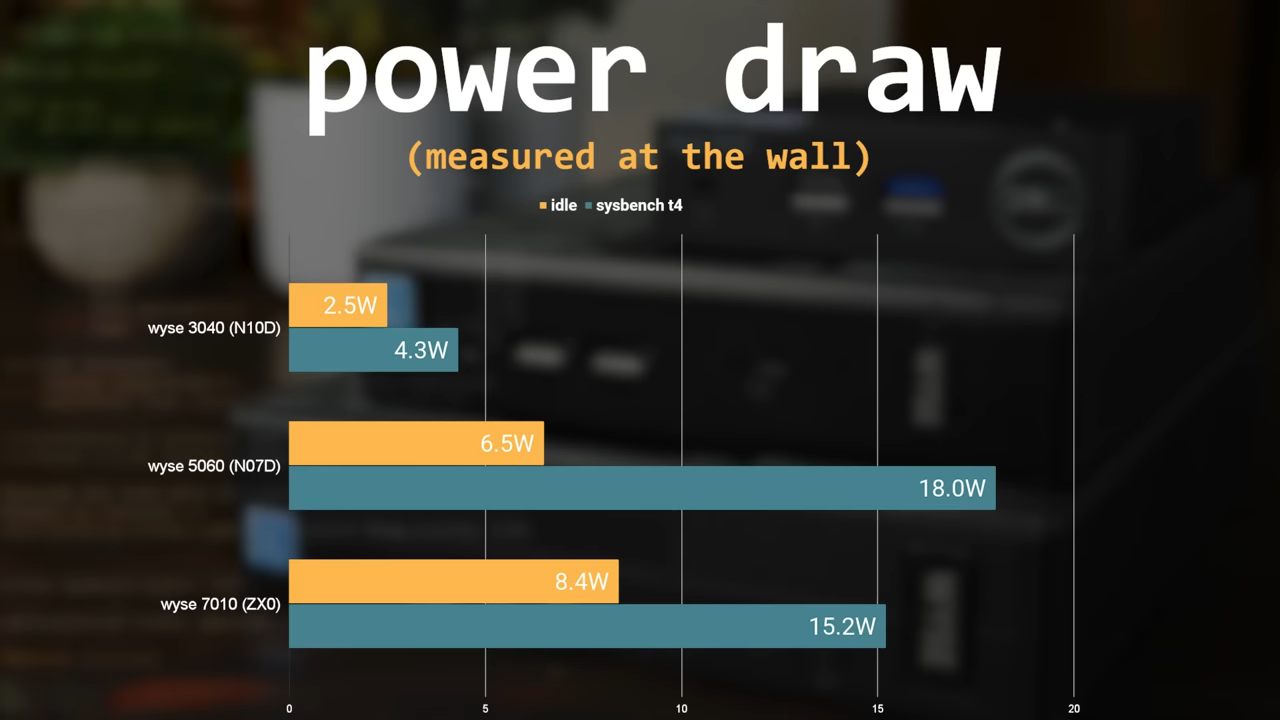 power draw
(measured at the wall)
idle sysbench t4
2.5W
wyse 3040 (N10D)
4.3W
6.5W
wyse 5060 (N07D)
18.0W
8.4W
wyse 7010 (ZX0)
15.2W
0 5 10 15 20